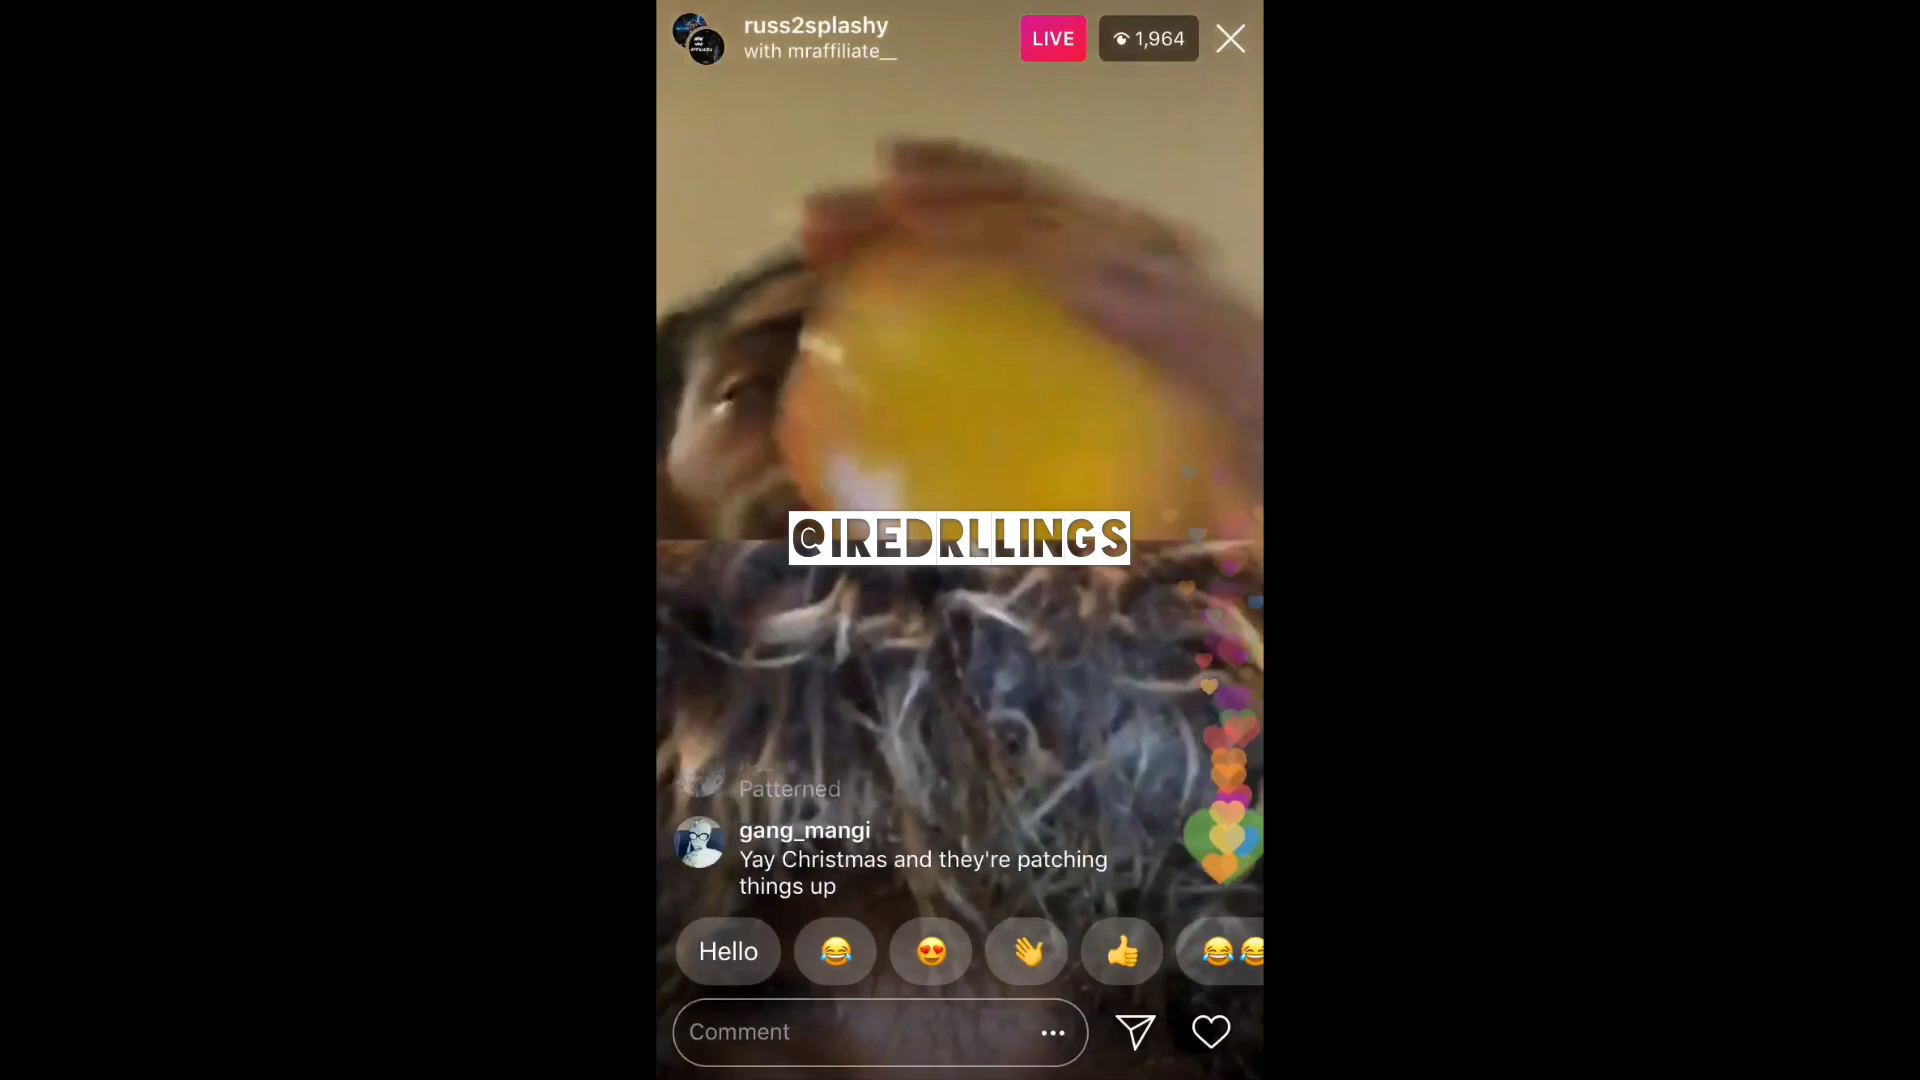 russ2splashy
with mraffiliate__
LIVE
1,964
@IREDRLLINGS
Patterned
gang_mangi
Yay Christmas and they're patching
things up
Hello
Comment